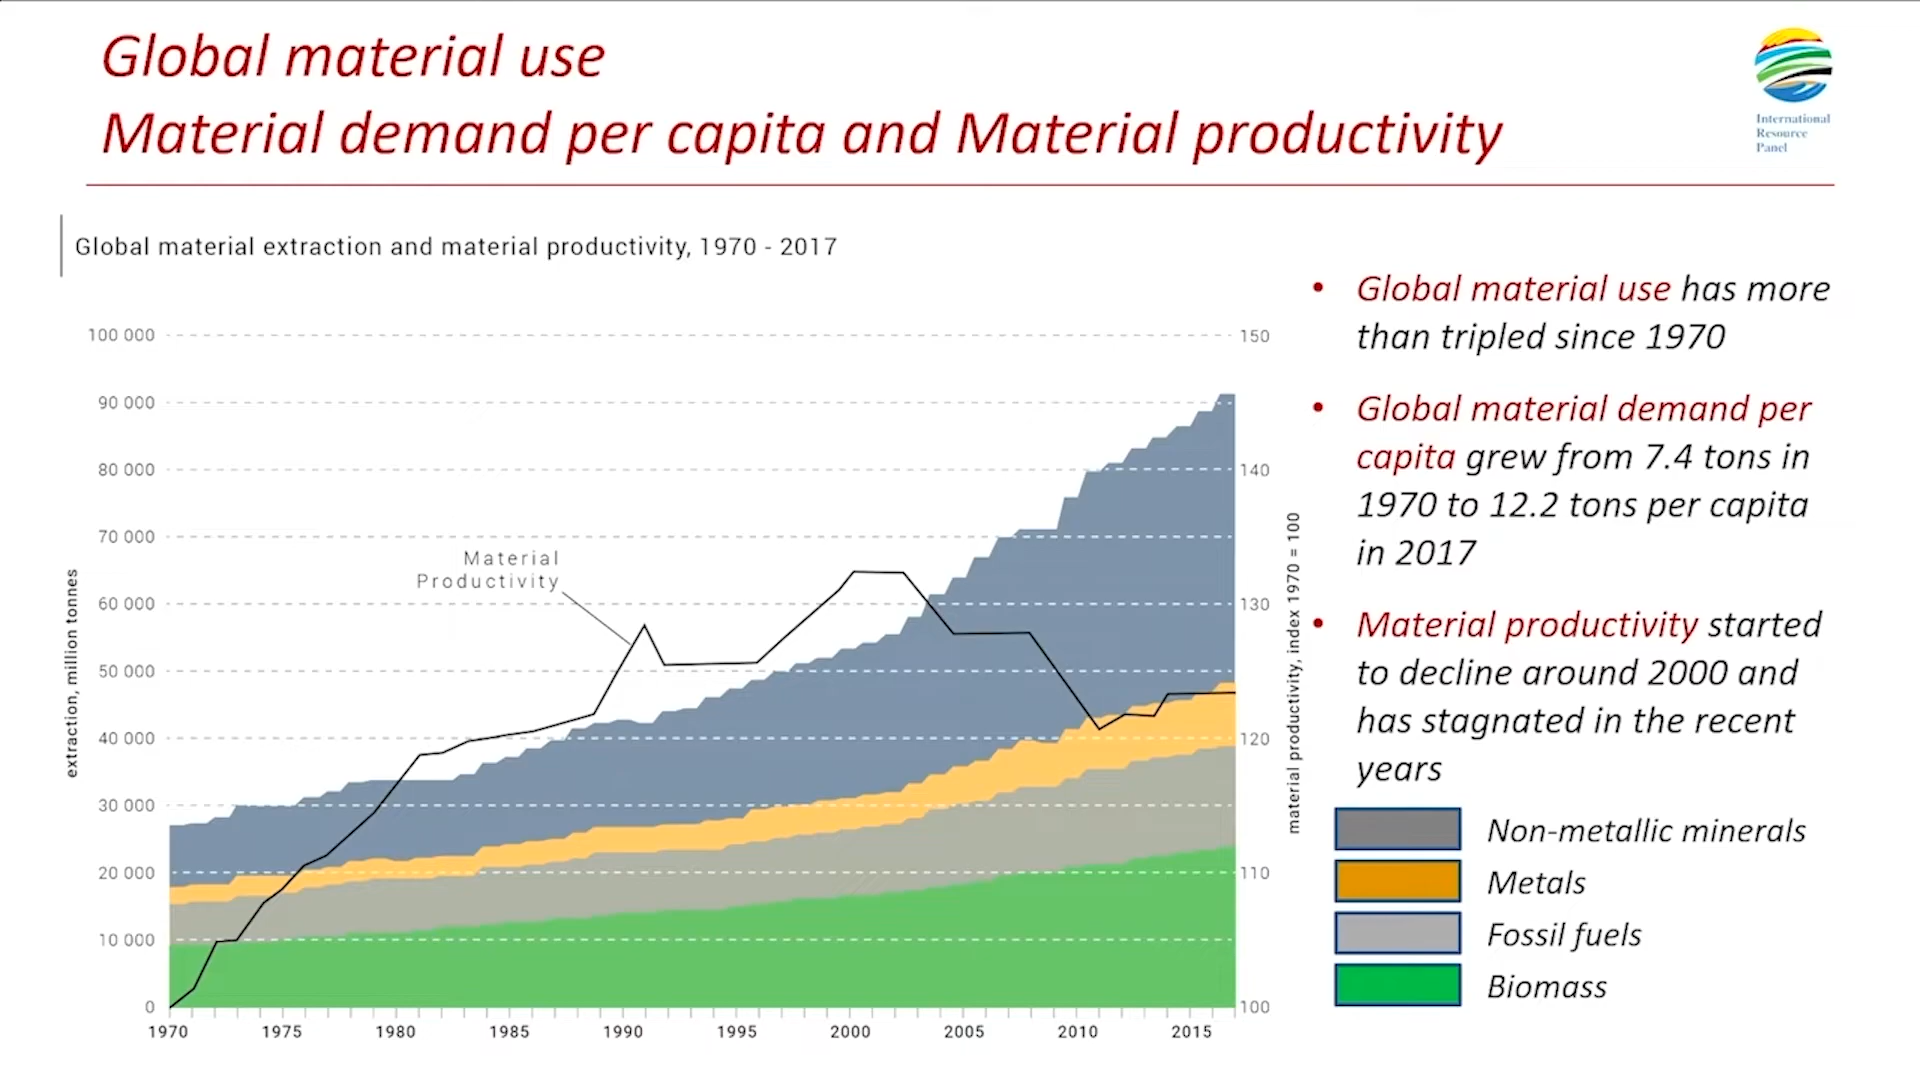 Global material use
Material demand per capita and Material productivity
International
Resource
Panel
Global material extraction and material productivity, 1970 - 2017
100 000
90 000
80 000
70 000
60 000
50 000
40 000
30 000
20 000
10 000
0
extraction, million tonnes
Material
Productivity
150
140
130
120
110
100
material productivity, index 1970 = 100
1970 1975 1980 1985 1990 1995 2000 2005 2010 2015
• Global material use has more
than tripled since 1970
• Global material demand per
capita grew from 7.4 tons in
1970 to 12.2 tons per capita
in 2017
• Material productivity started
to decline around 2000 and
has stagnated in the recent
years
Non-metallic minerals
Metals
Fossil fuels
Biomass